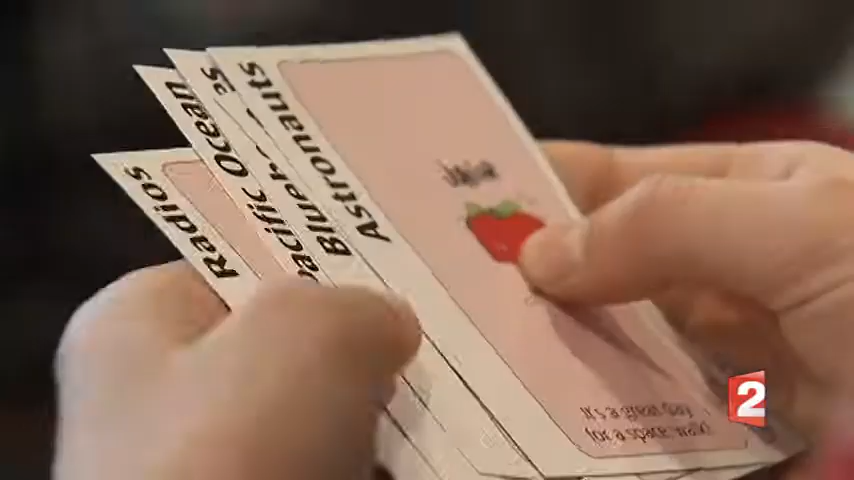 Radios
Pacific Ocean
Astronauts
It's a great day
for a space walk!
2